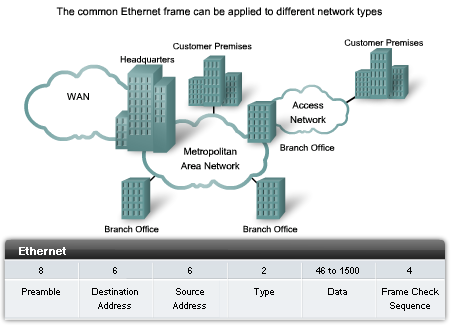 The common Ethernet frame can be applied to different network types
Customer Premises
Customer Premises
Headquarters
WAN
Access
Network
Metropolitan
Area Network
Branch Office
Branch Office
Branch Office
Ethernet
8 6 6 2 46 to 1500 4
Preamble Destination Address Source Address Type Data Frame Check Sequence